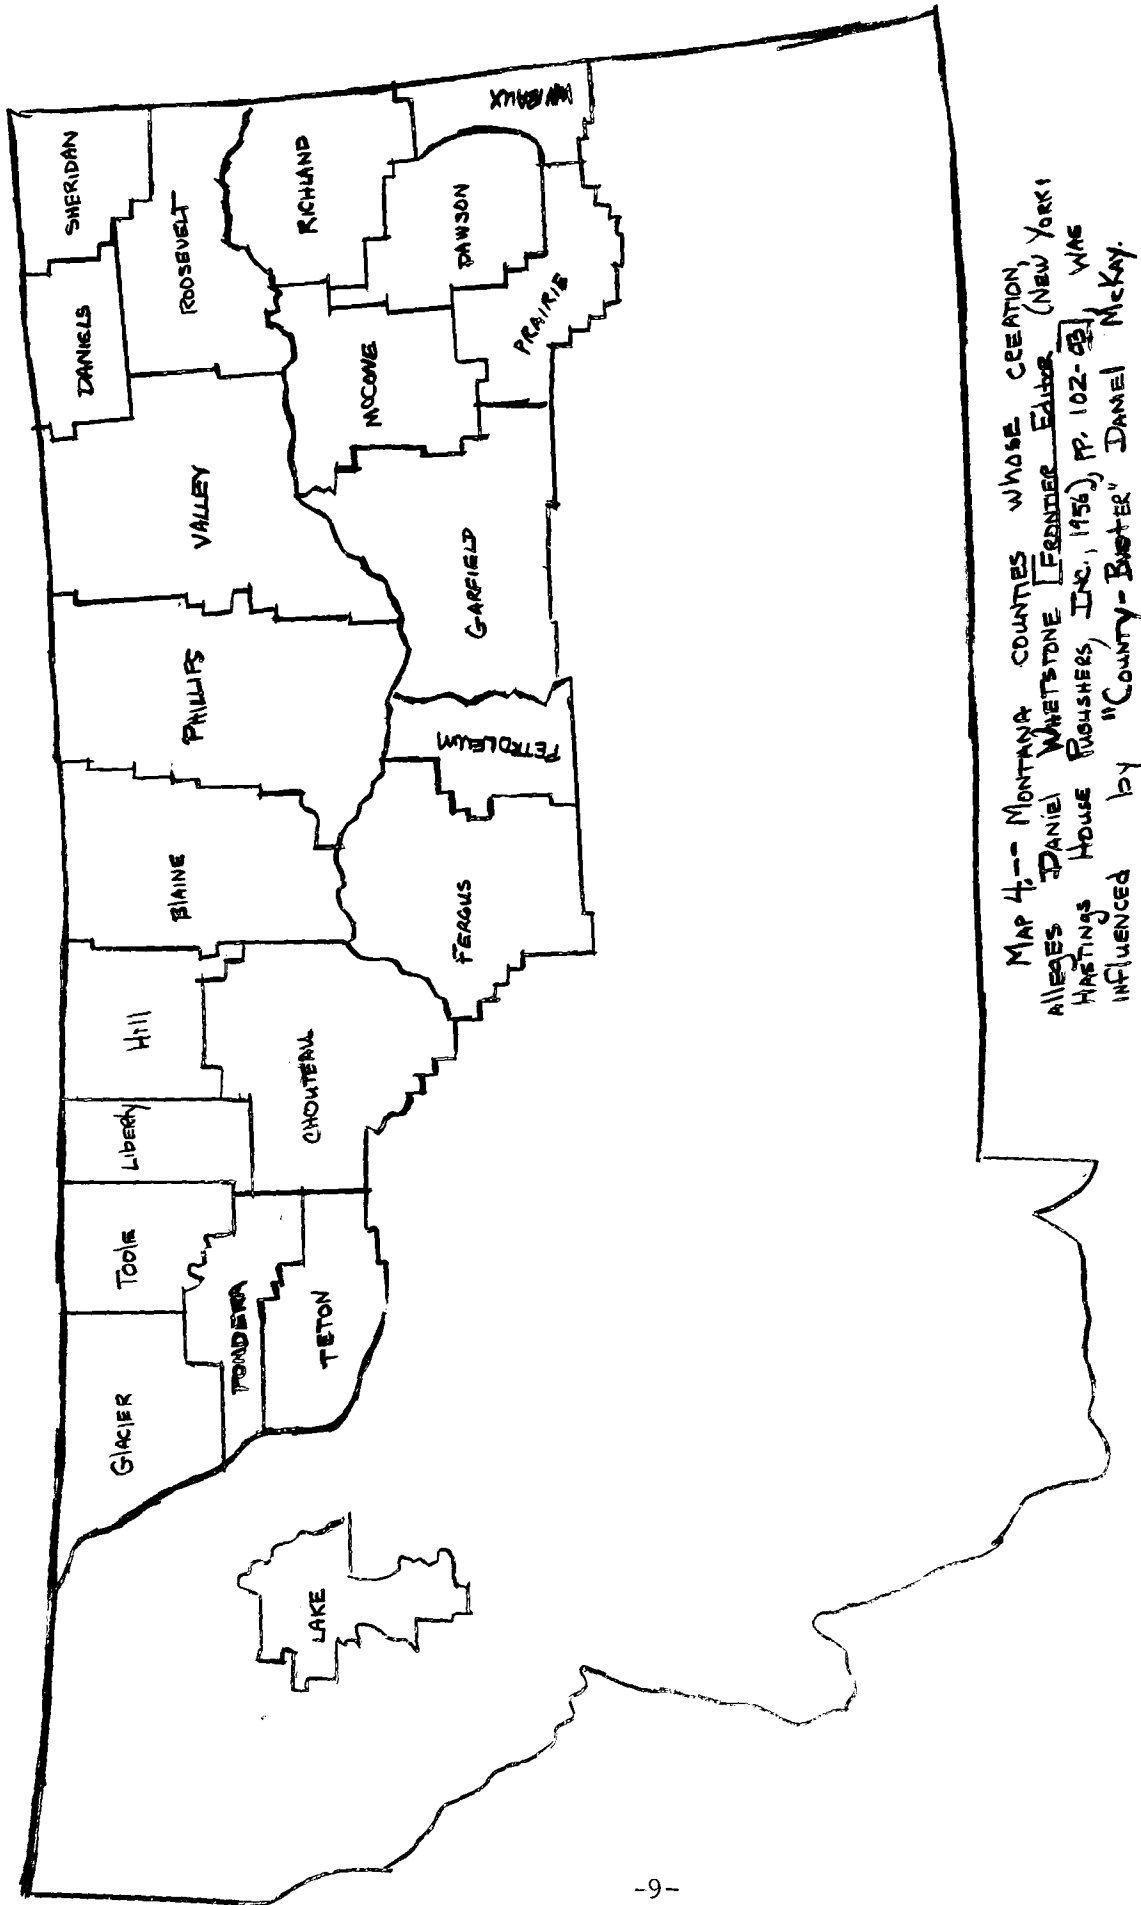 SHERIDAN
DANIELS
ROOSEVELT
RICHLAND
WIBEAUX
DAWSON
PRAIRIE
MCCONE
VALLEY
GARFIELD
PHILLIPS
PETROLEUM
BlAINE
FERGUS
Hill
CHOUTEAU
LibERty
ToolE
PONDERA
TETON
GlACIER
LAKE
MAP 4.-- MONTANA COUNTIES WHOSE CREATION,
AllEGES DANiEl WHETSTONE [FRONTIER Editor (NEW YORK:
HASTINGS HOUSE PUBLISHERS, INC., 1956), PP. 102-03], WAS
INFlUENCED by "COUNTY-BUSTER" DANIEL McKAY.
-9-